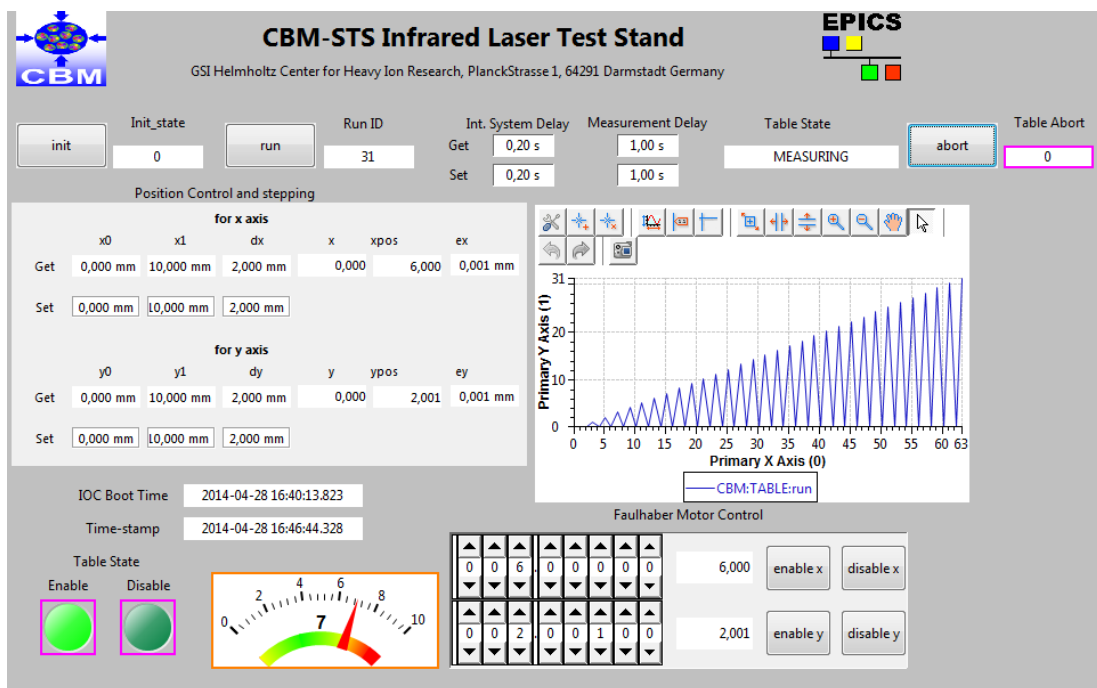 CBM
CBM-STS Infrared Laser Test Stand
EPICS
GSI Helmholtz Center for Heavy Ion Research, PlanckStrasse 1, 64291 Darmstadt Germany
Init_state
Run ID
Int. System Delay
Measurement Delay
Table State
Table Abort
init
0
run
31
Get
0,20 s
1,00 s
MEASURING
abort
0
Set
0,20 s
1,00 s
Position Control and stepping
for x axis
x0 x1 dx x xpos ex
Get 0,000 mm 10,000 mm 2,000 mm 0,000 6,000 0,001 mm
Set 0,000 mm 10,000 mm 2,000 mm
for y axis
y0 y1 dy y ypos ey
Get 0,000 mm 10,000 mm 2,000 mm 0,000 2,001 0,001 mm
Set 0,000 mm 10,000 mm 2,000 mm
31
20
10
0
Primary Y Axis (1)
0 5 10 15 20 25 30 35 40 45 50 55 60 63
Primary X Axis (0)
CBM:TABLE:run
IOC Boot Time 2014-04-28 16:40:13.823
Time-stamp 2014-04-28 16:46:44.328
Table State
Enable Disable
0 2 4 6 8 10
7
Faulhaber Motor Control
0 0 6 . 0 0 0 0 0
6,000
enable x
disable x
0 0 2 . 0 0 1 0 0
2,001
enable y
disable y